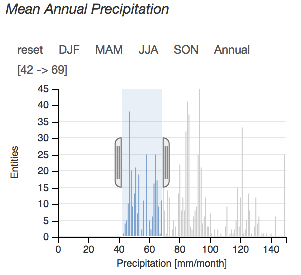 Mean Annual Precipitation
reset DJF MAM JJA SON Annual
[42 -> 69]
45
40
35
30
25
20
15
10
5
0
Entities
0 20 40 60 80 100 120 140
Precipitation [mm/month]